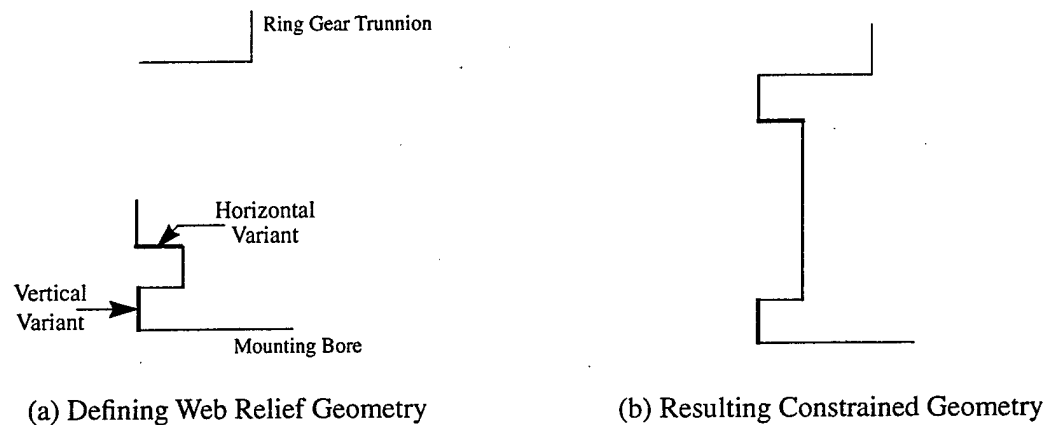 Ring Gear Trunnion
Horizontal
Variant
Vertical
Variant
Mounting Bore
(a) Defining Web Relief Geometry
(b) Resulting Constrained Geometry